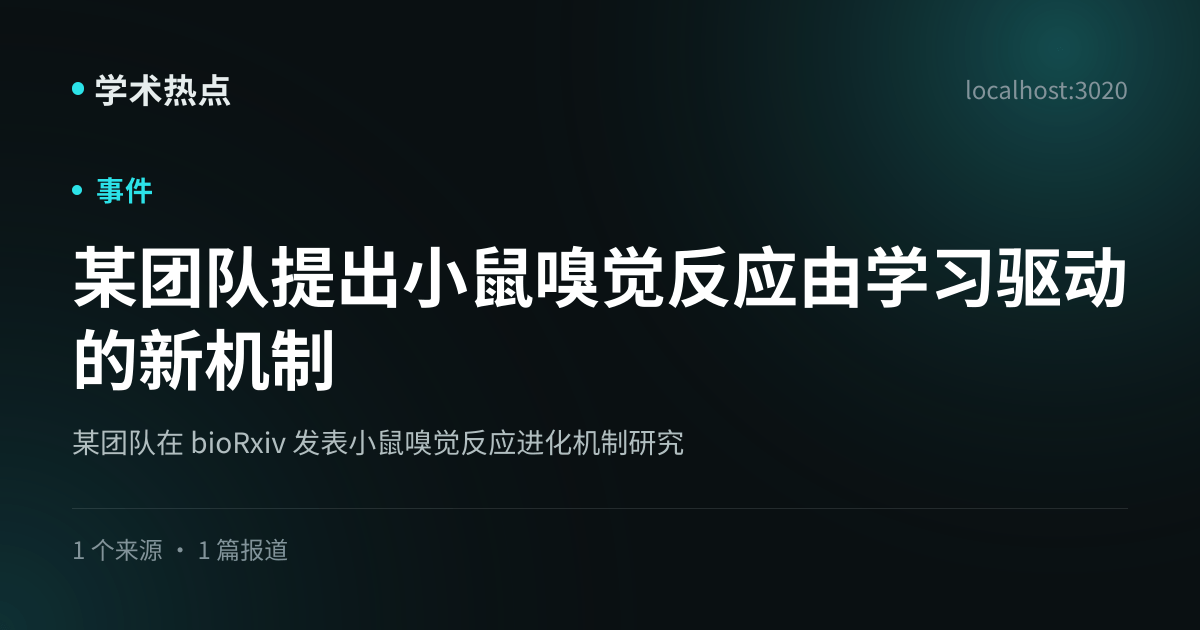 学术热点
localhost:3020
事件
某团队提出小鼠嗅觉反应由学习驱动
的新机制
某团队在 bioRxiv 发表小鼠嗅觉反应进化机制研究
1 个来源 · 1 篇报道